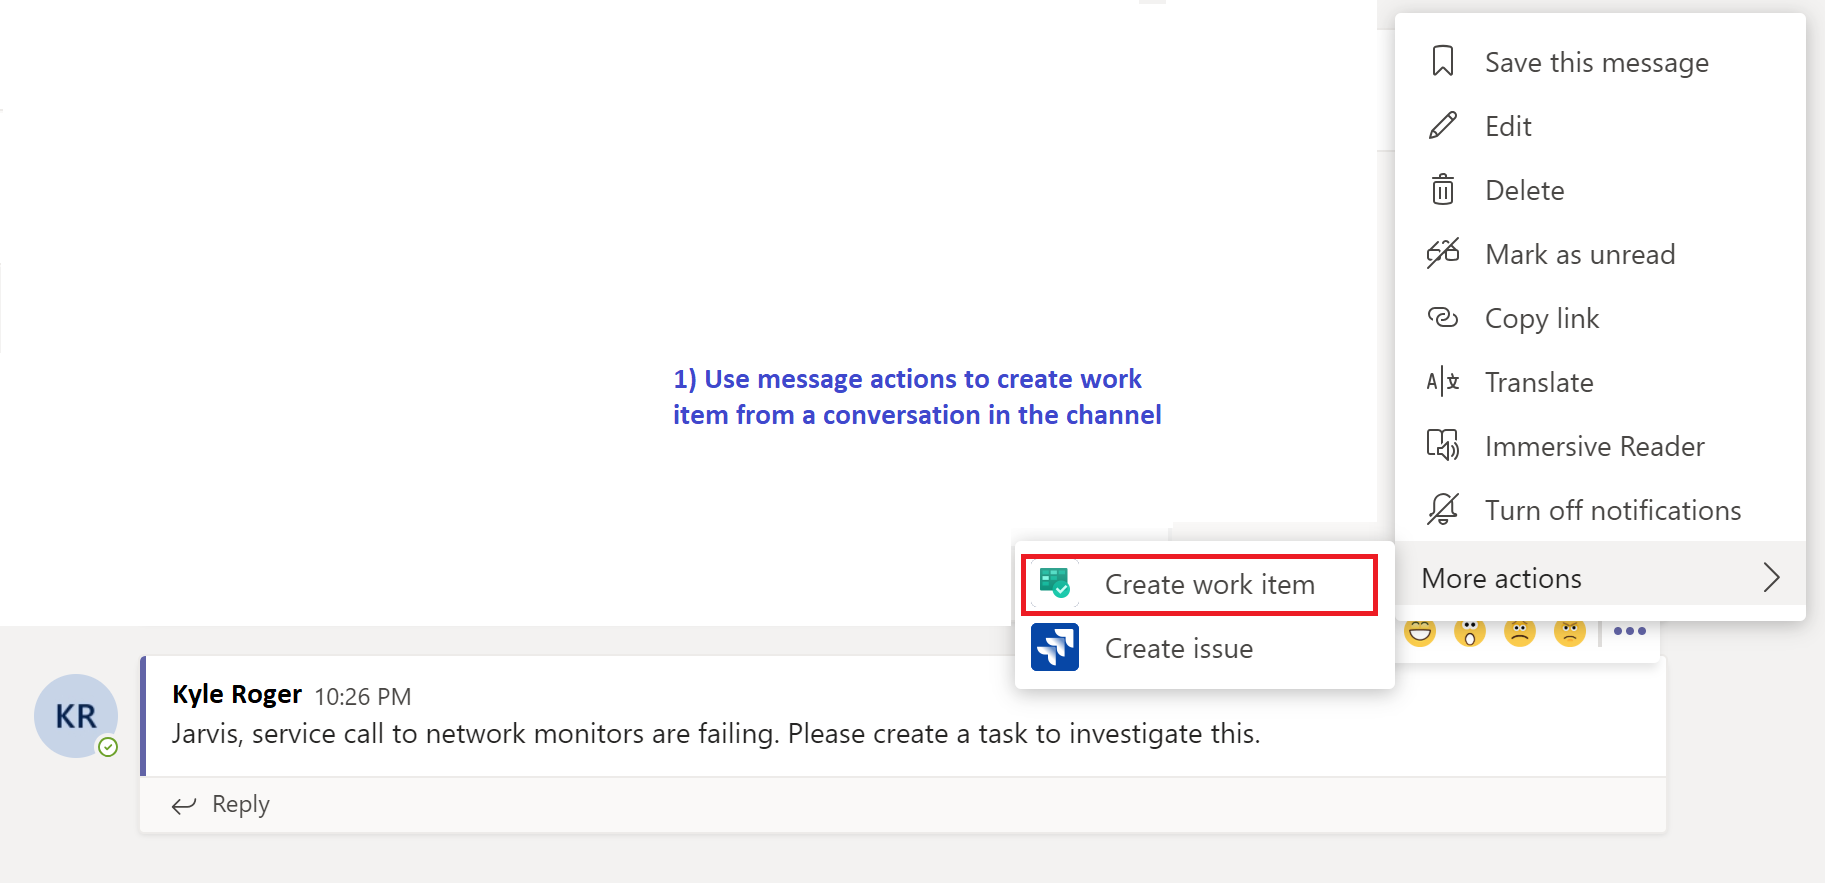 Save this message
Edit
Delete
Mark as unread
Copy link
Translate
Immersive Reader
Turn off notifications
More actions
1) Use message actions to create work
item from a conversation in the channel
Create work item
Create issue
KR
Kyle Roger 10:26 PM
Jarvis, service call to network monitors are failing. Please create a task to investigate this.
Reply